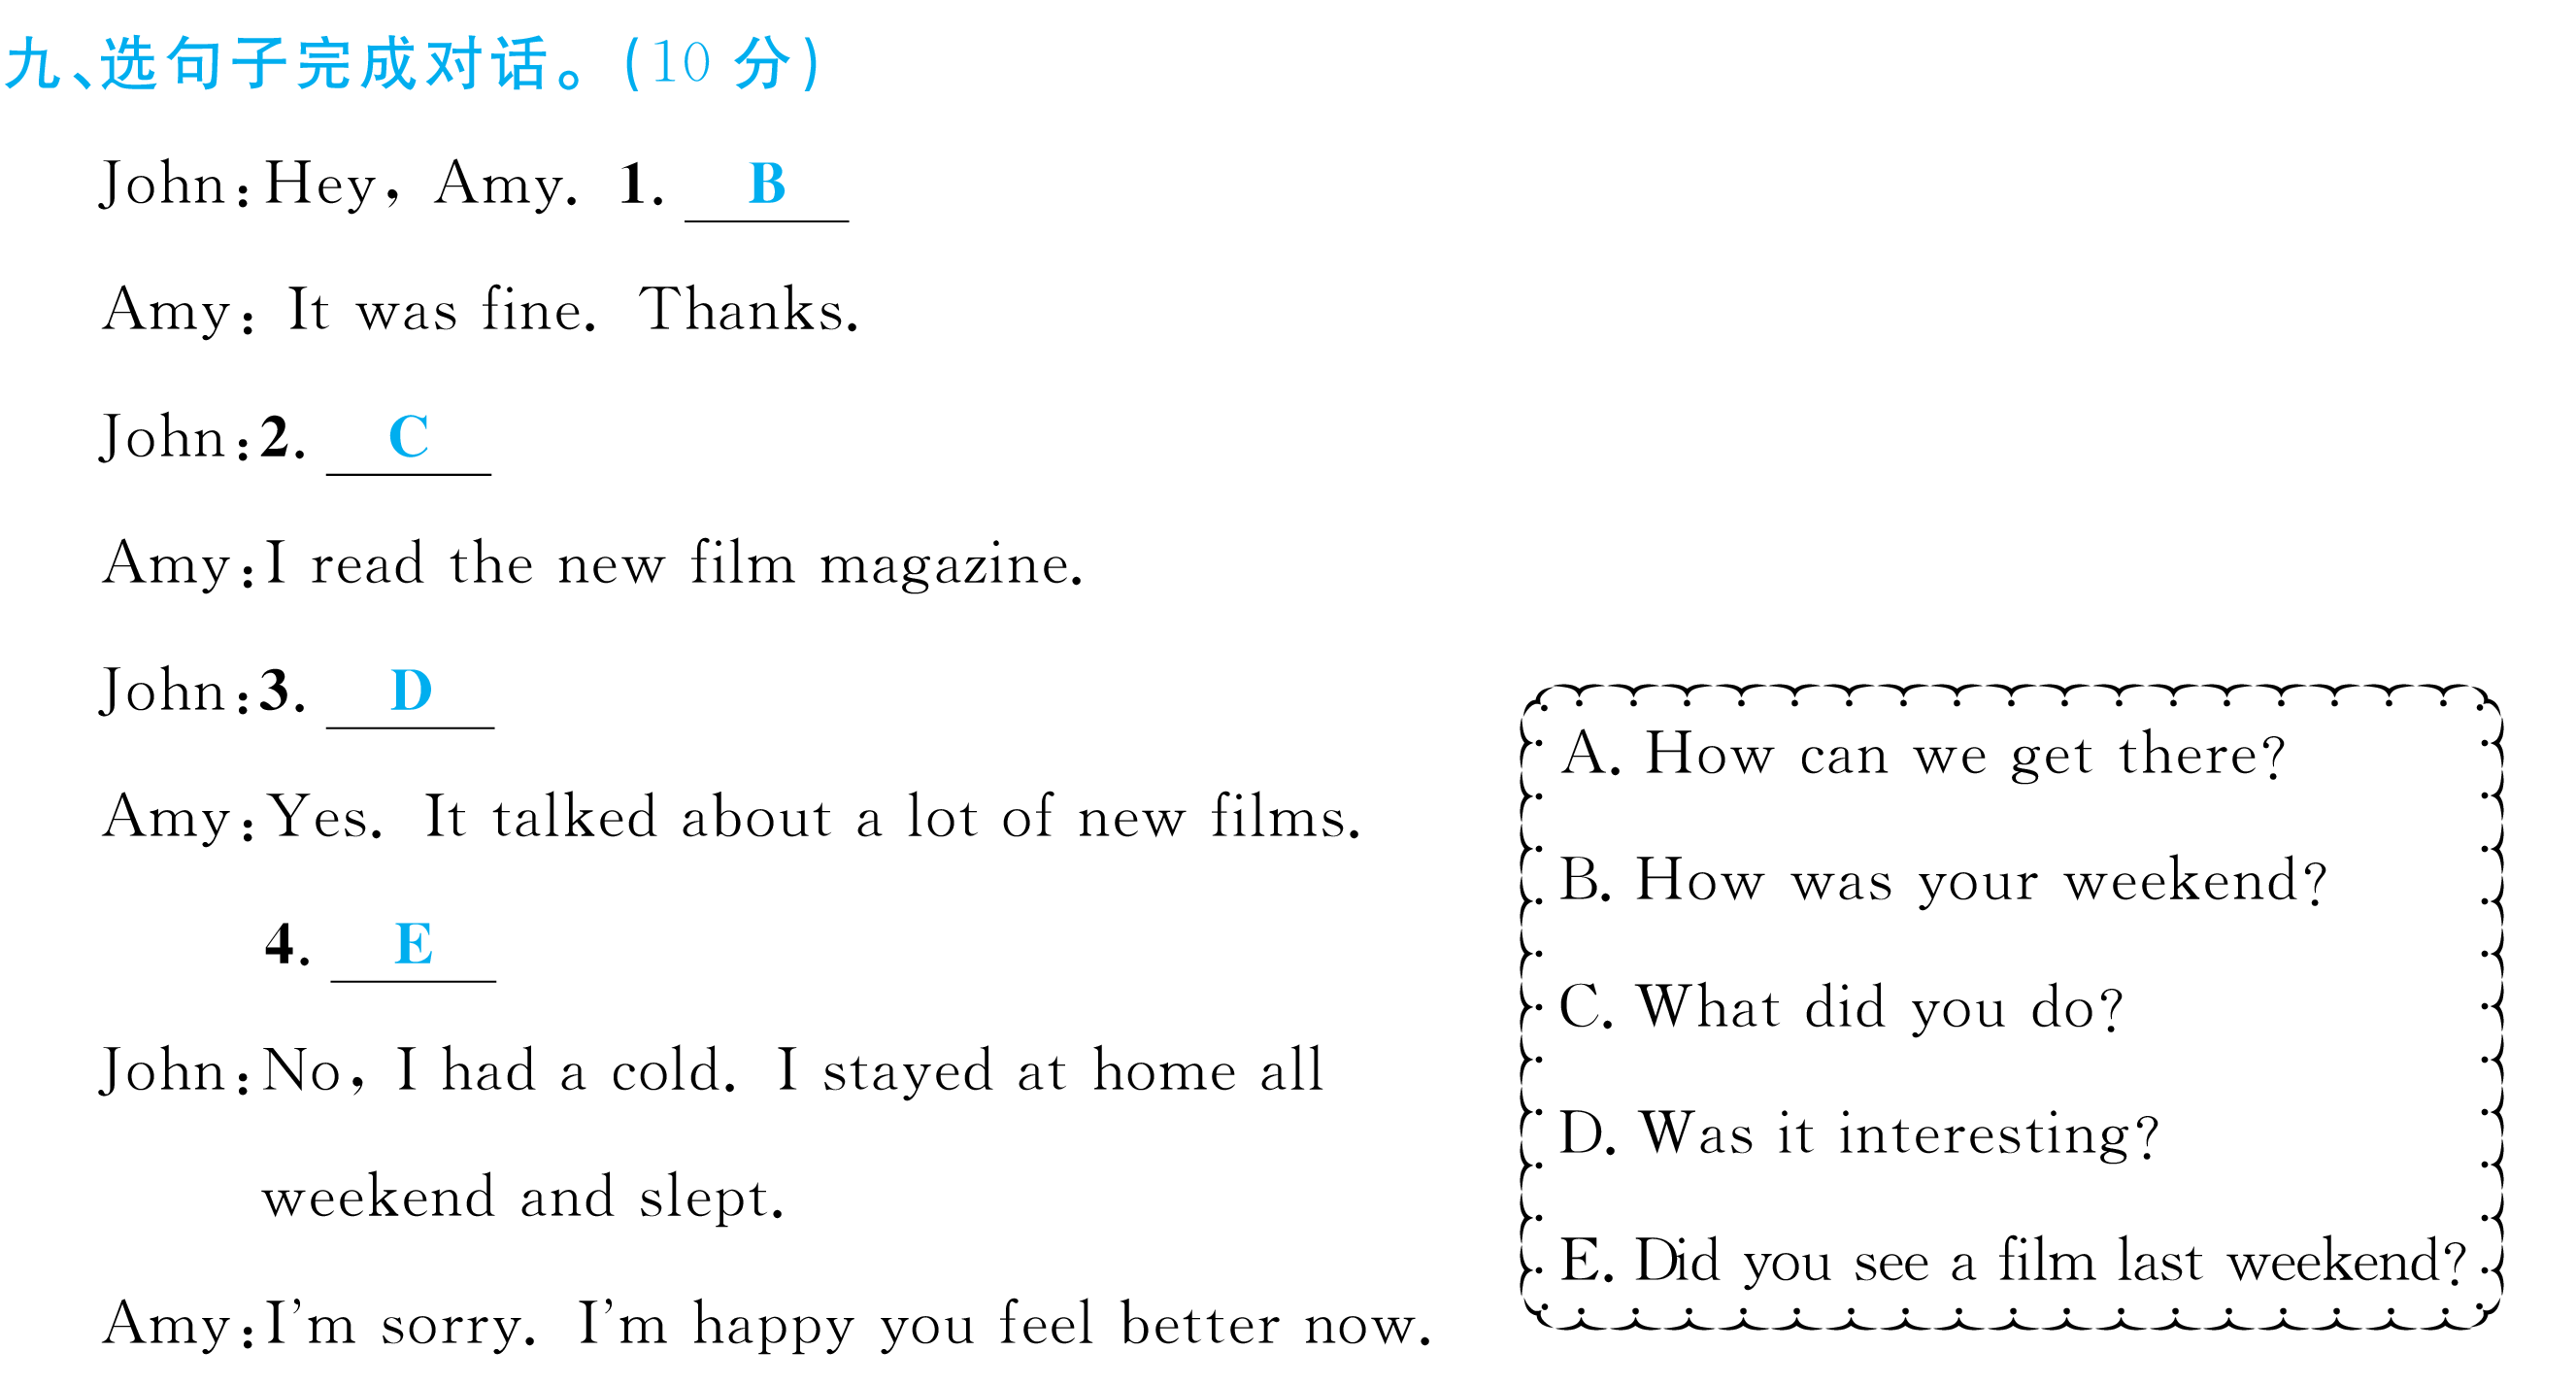 九、选句子完成对话。(10 分)
John:Hey, Amy. 1. B
Amy: It was fine. Thanks.
John:2. C
Amy:I read the new film magazine.
John:3. D
Amy:Yes. It talked about a lot of new films.
4. E
John:No, I had a cold. I stayed at home all
weekend and slept.
Amy:I'm sorry. I'm happy you feel better now.
A. How can we get there?
B. How was your weekend?
C. What did you do?
D. Was it interesting?
E. Did you see a film last weekend?